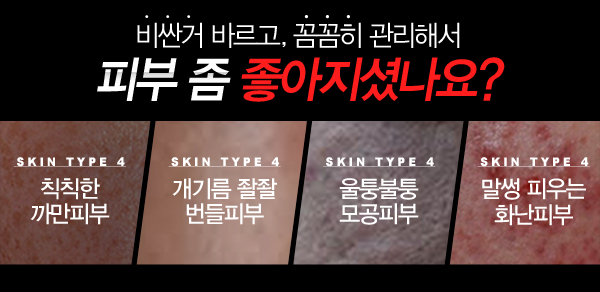 비싼거 바르고, 꼼꼼히 관리해서
피부 좀 좋아지셨나요?
SKIN TYPE 4
칙칙한
까만피부
SKIN TYPE 4
개기름 좔좔
번들피부
SKIN TYPE 4
울퉁불퉁
모공피부
SKIN TYPE 4
말썽 피우는
화난피부